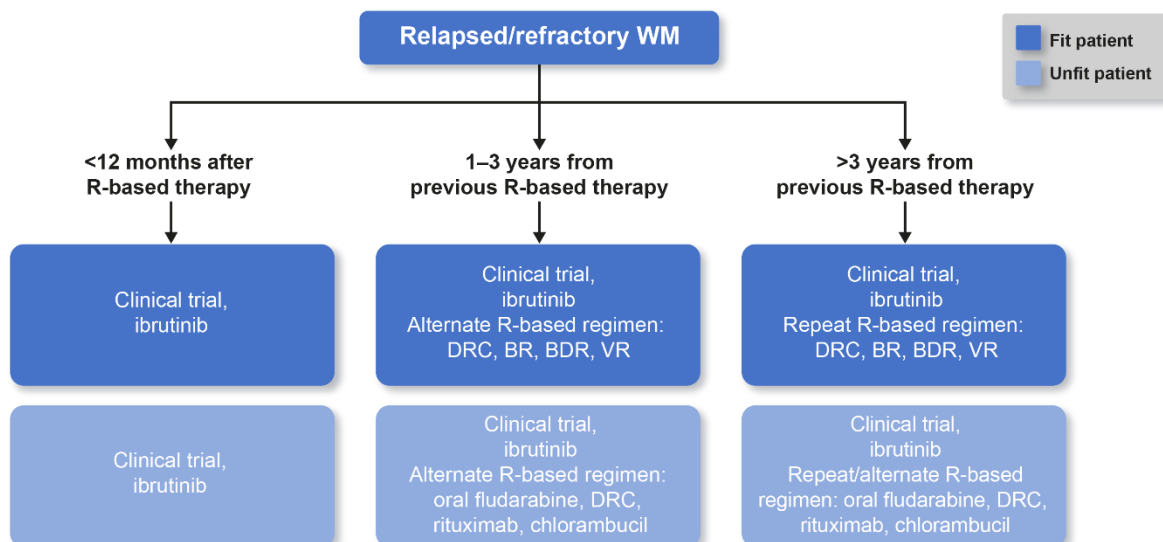 Relapsed/refractory WM
Fit patient
Unfit patient
<12 months after
R-based therapy
1–3 years from
previous R-based therapy
>3 years from
previous R-based therapy
Clinical trial,
ibrutinib
Clinical trial,
ibrutinib
Alternate R-based regimen:
DRC, BR, BDR, VR
Clinical trial,
ibrutinib
Repeat R-based regimen:
DRC, BR, BDR, VR
Clinical trial,
ibrutinib
Clinical trial,
ibrutinib
Alternate R-based regimen:
oral fludarabine, DRC,
rituximab, chlorambucil
Clinical trial,
ibrutinib
Repeat/alternate R-based
regimen: oral fludarabine, DRC,
rituximab, chlorambucil